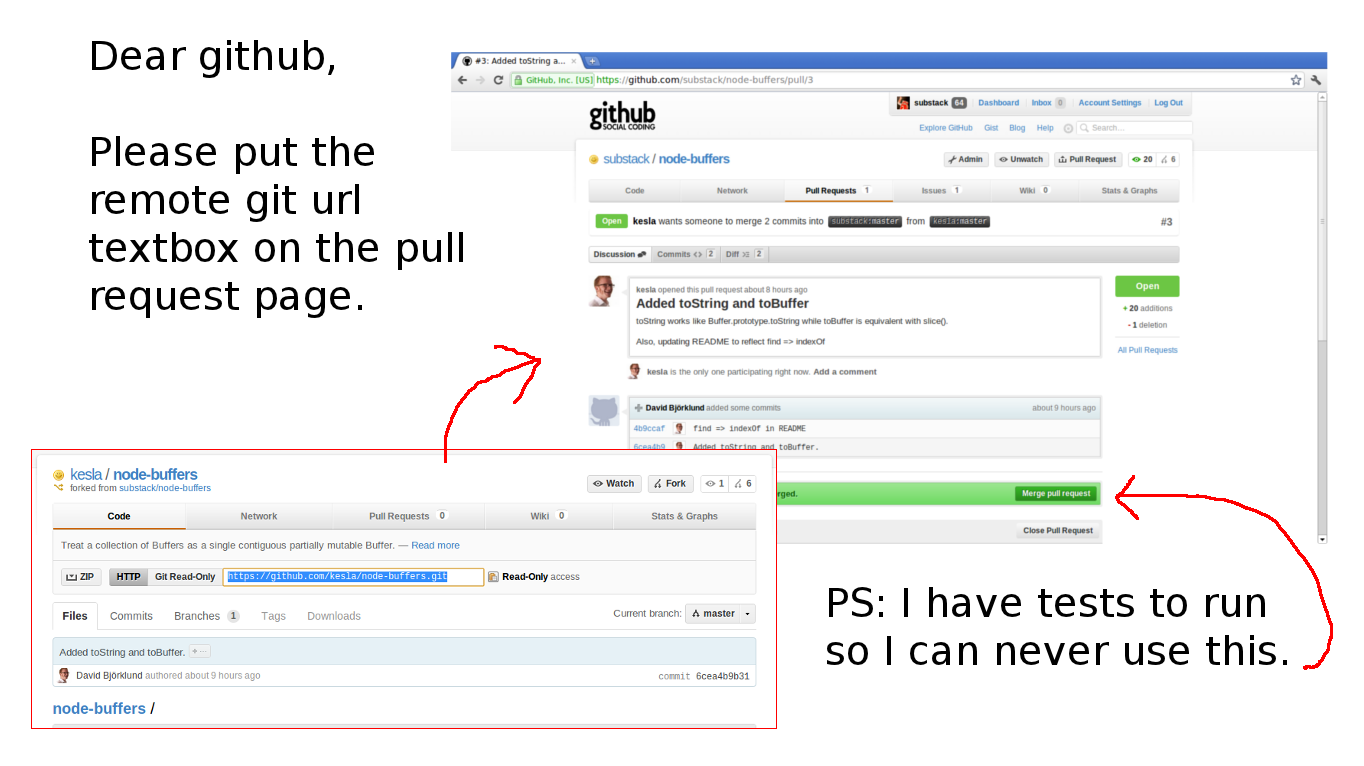 Dear github,
Please put the
remote git url
textbox on the pull
request page.
#3: Added toString a... ×
GitHub, Inc. [US] https://github.com/substack/node-buffers/pull/3
github
SOCIAL CODING
substack 64 Dashboard Inbox 0 Account Settings Log Out
Explore GitHub Gist Blog Help Search...
substack / node-buffers
Admin Unwatch Pull Request 20 6
Code Network Pull Requests 1 Issues 1 Wiki 0 Stats & Graphs
Open kesla wants someone to merge 2 commits into substack:master from kesla:master #3
Discussion Commits 2 Diff 2
kesla opened this pull request about 8 hours ago
Added toString and toBuffer
toString works like Buffer.prototype.toString while toBuffer is equivalent with slice().
Also, updating README to reflect find => indexOf
Open
+ 20 additions
- 1 deletion
All Pull Requests
kesla is the only one participating right now. Add a comment
David Björklund added some commits about 9 hours ago
4b9ccaf find => indexOf in README
6cea4b9 Added toString and toBuffer.
rged. Merge pull request
Close Pull Request
kesla / node-buffers
forked from substack/node-buffers
Watch Fork 1 6
Code Network Pull Requests 0 Wiki 0 Stats & Graphs
Treat a collection of Buffers as a single contiguous partially mutable Buffer. — Read more
ZIP HTTP Git Read-Only https://github.com/kesla/node-buffers.git Read-Only access
Files Commits Branches 1 Tags Downloads Current branch: master
Added toString and toBuffer.
David Björklund authored about 9 hours ago commit 6cea4b9b31
node-buffers /
PS: I have tests to run
so I can never use this.